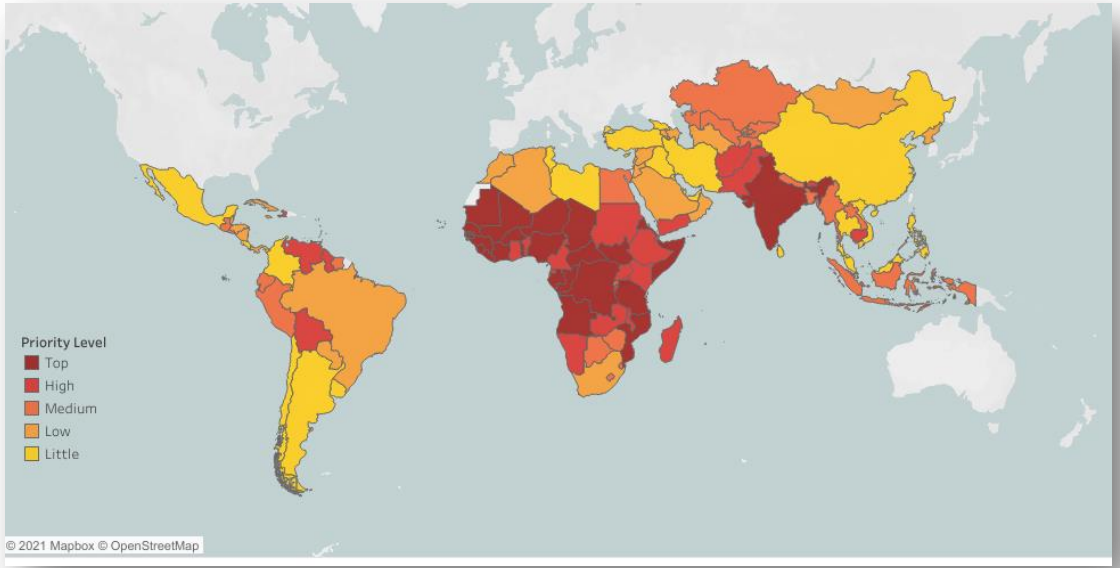 Priority Level
Top
High
Medium
Low
Little
© 2021 Mapbox © OpenStreetMap